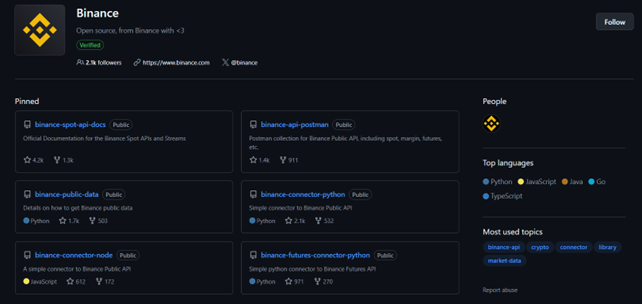 Binance
Open source, from Binance with <3
Verified
2.1k followers https://www.binance.com @binance
Follow
Pinned
binance-spot-api-docs Public
Official Documentation for the Binance Spot APIs and Streams
4.2k 1.3k
binance-api-postman Public
Postman collection for Binance Public API, including spot, margin, futures,
etc.
1.4k 911
binance-public-data Public
Details on how to get Binance public data
Python 1.7k 503
binance-connector-python Public
Simple connector to Binance Public API
Python 2.1k 532
binance-connector-node Public
A simple connector to Binance Public API
JavaScript 612 172
binance-futures-connector-python Public
Simple python connector to Binance Futures API
Python 971 270
People
Top languages
Python JavaScript Java Go
TypeScript
Most used topics
binance-api crypto connector library
market-data
Report abuse